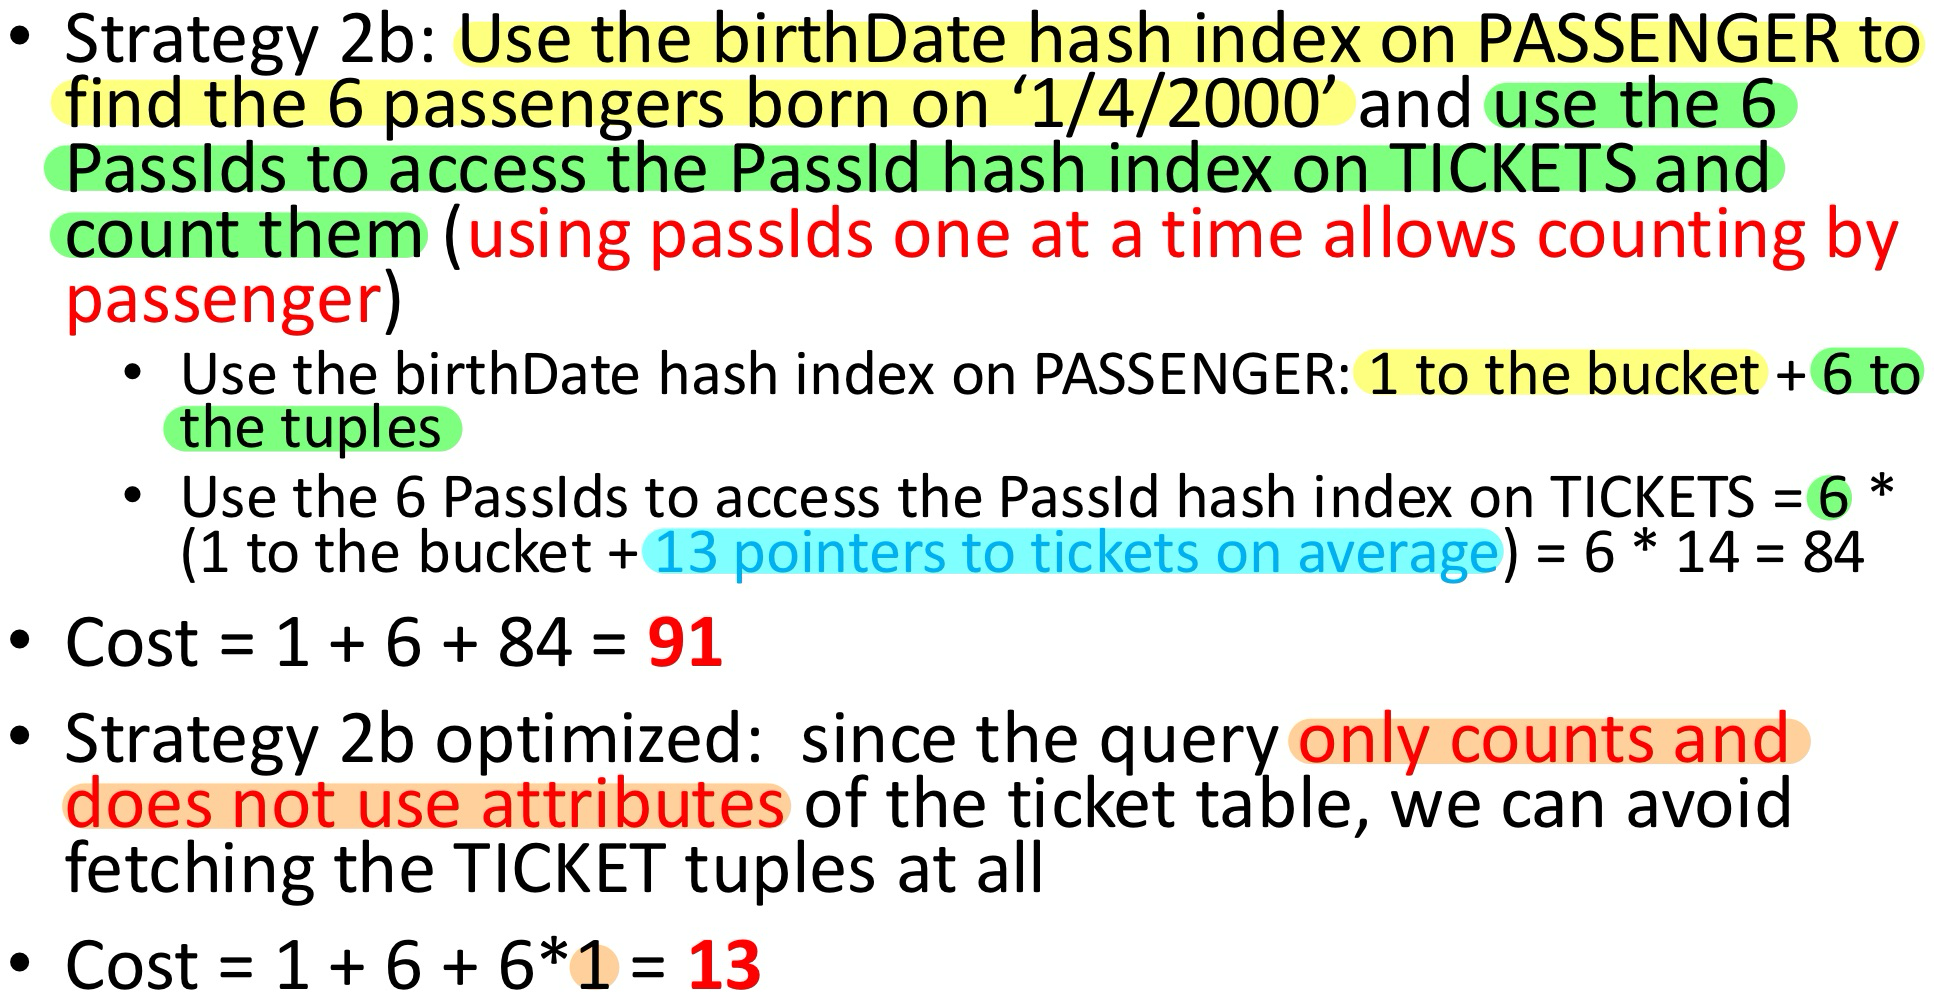 • Strategy 2b: Use the birthDate hash index on PASSENGER to
find the 6 passengers born on ‘1/4/2000’ and use the 6
PassIds to access the PassId hash index on TICKETS and
count them (using passIds one at a time allows counting by
passenger)
• Use the birthDate hash index on PASSENGER: 1 to the bucket + 6 to
the tuples
• Use the 6 PassIds to access the PassId hash index on TICKETS = 6 *
(1 to the bucket + 13 pointers to tickets on average) = 6 * 14 = 84
• Cost = 1 + 6 + 84 = 91
• Strategy 2b optimized: since the query only counts and
does not use attributes of the ticket table, we can avoid
fetching the TICKET tuples at all
• Cost = 1 + 6 + 6*1 = 13